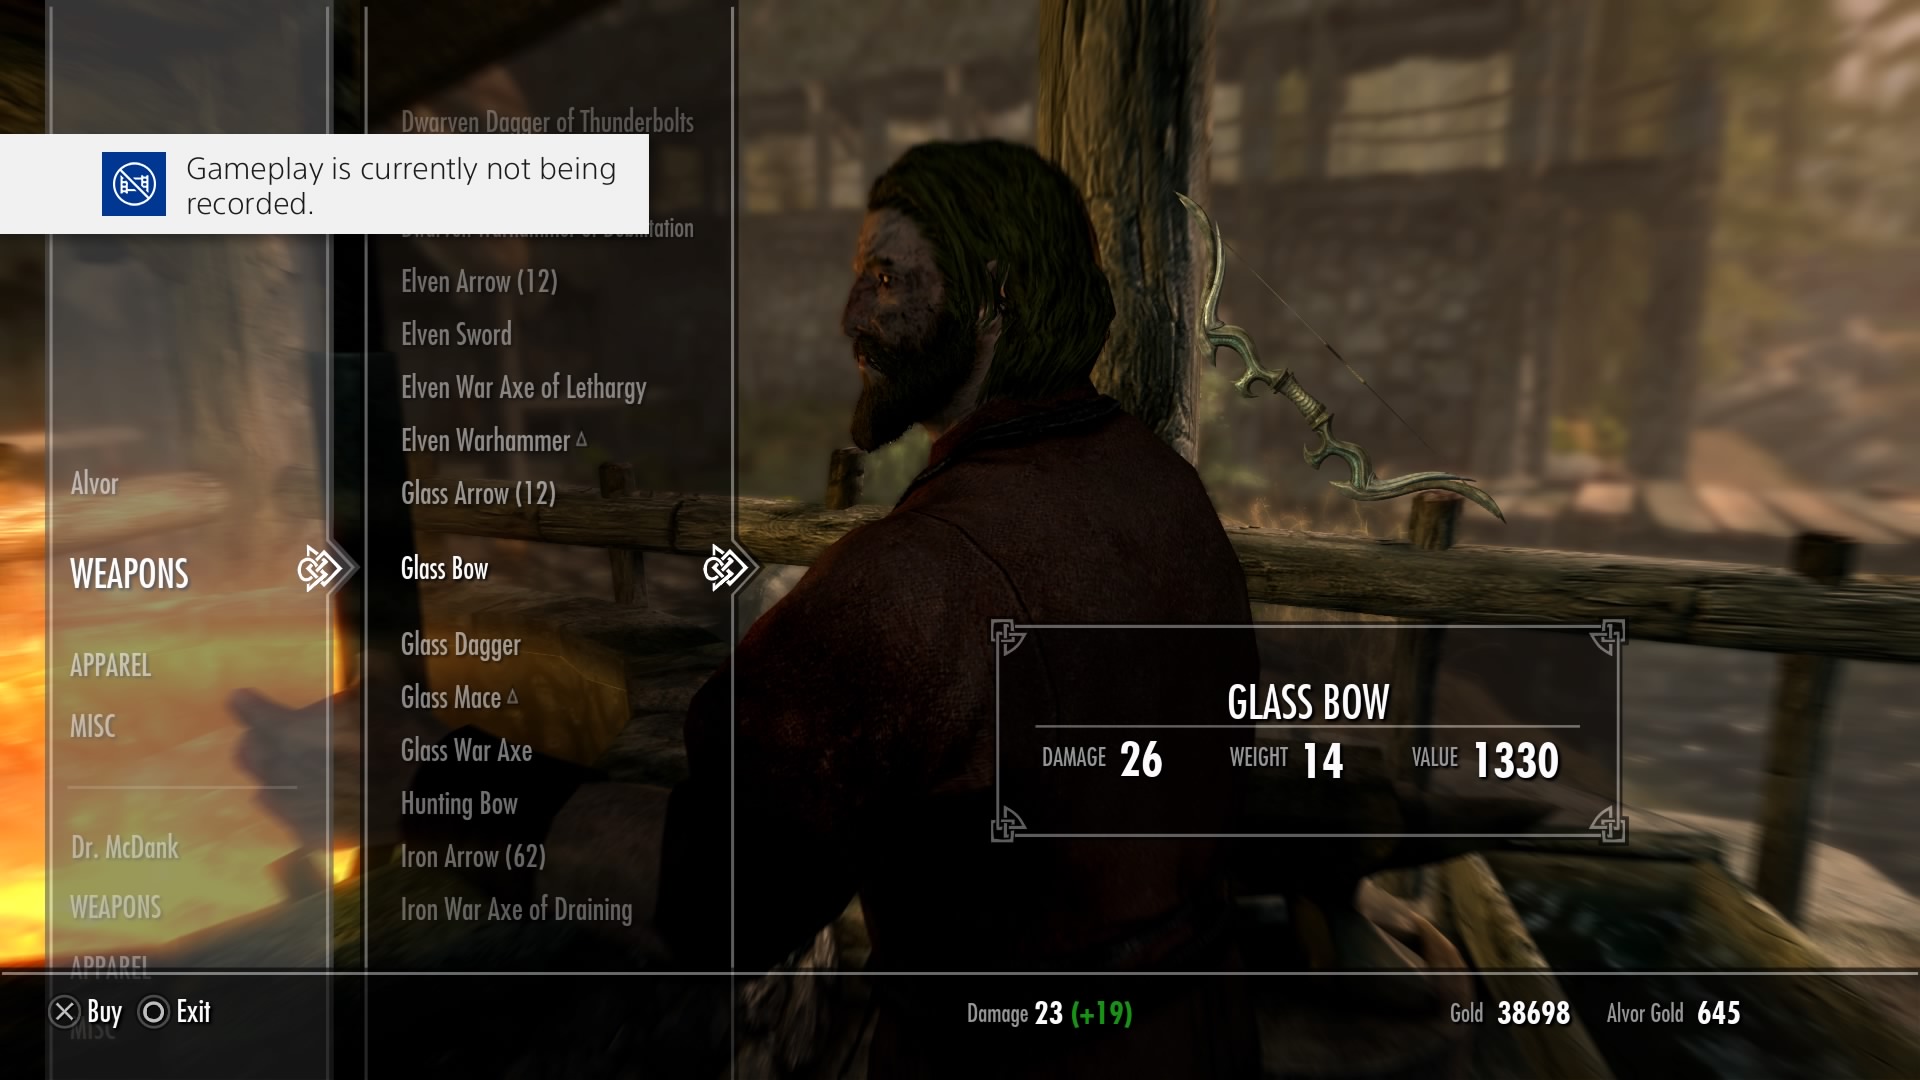 Dwarven Dagger of Thunderbolts
Gameplay is currently not being
recorded.
Elven Arrow (12)
Elven Sword
Elven War Axe of Lethargy
Elven Warhammer
Glass Arrow (12)
Glass Bow
Glass Dagger
Glass Mace
Glass War Axe
Hunting Bow
Iron Arrow (62)
Iron War Axe of Draining
Alvor
WEAPONS
APPAREL
MISC
Dr. McDank
WEAPONS
APPAREL
MISC
GLASS BOW
DAMAGE 26 WEIGHT 14 VALUE 1330
Buy Exit
Damage 23 (+19)
Gold 38698 Alvor Gold 645